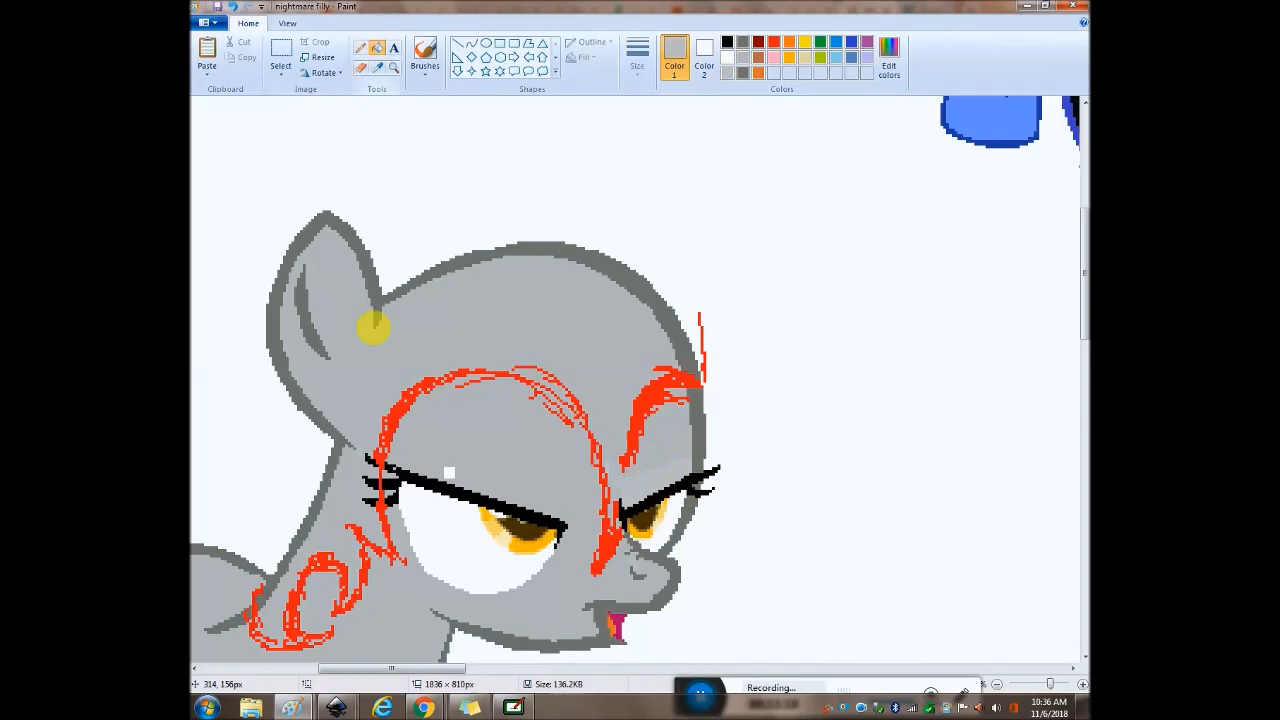 nightmare filly - Paint
Home View
Paste
Cut
Copy
Clipboard
Select
Crop
Resize
Rotate
Image
A
Tools
Brushes
Outline
Fill
Shapes
Size
Color 1
Color 2
Edit colors
Colors
314, 156px
1836 × 810px
Size: 136.2KB
%
Recording...
10:36 AM
11/6/2018